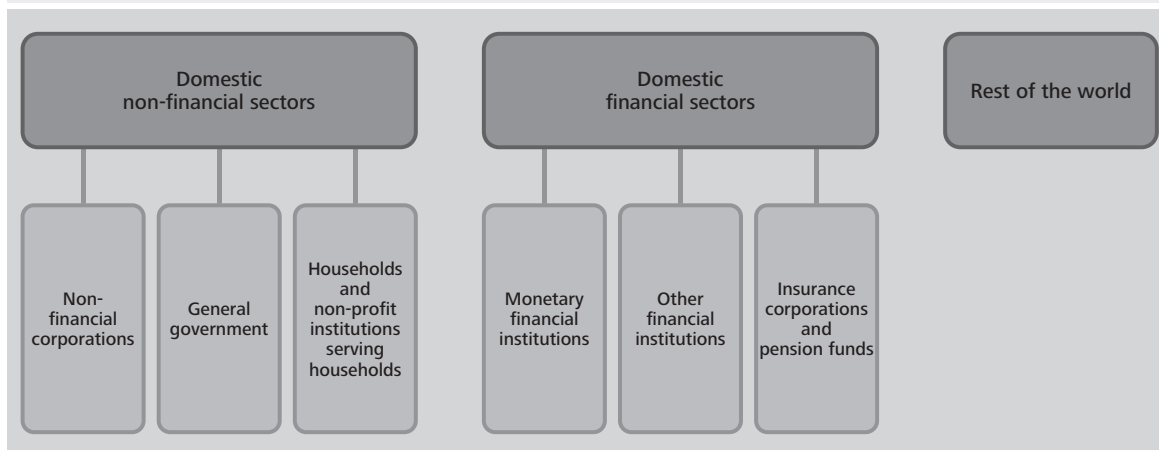 Domestic
non-financial sectors
Domestic
financial sectors
Rest of the world
Non-
financial
corporations
General
government
Households
and
non-profit
institutions
serving
households
Monetary
financial
institutions
Other
financial
institutions
Insurance
corporations
and
pension funds